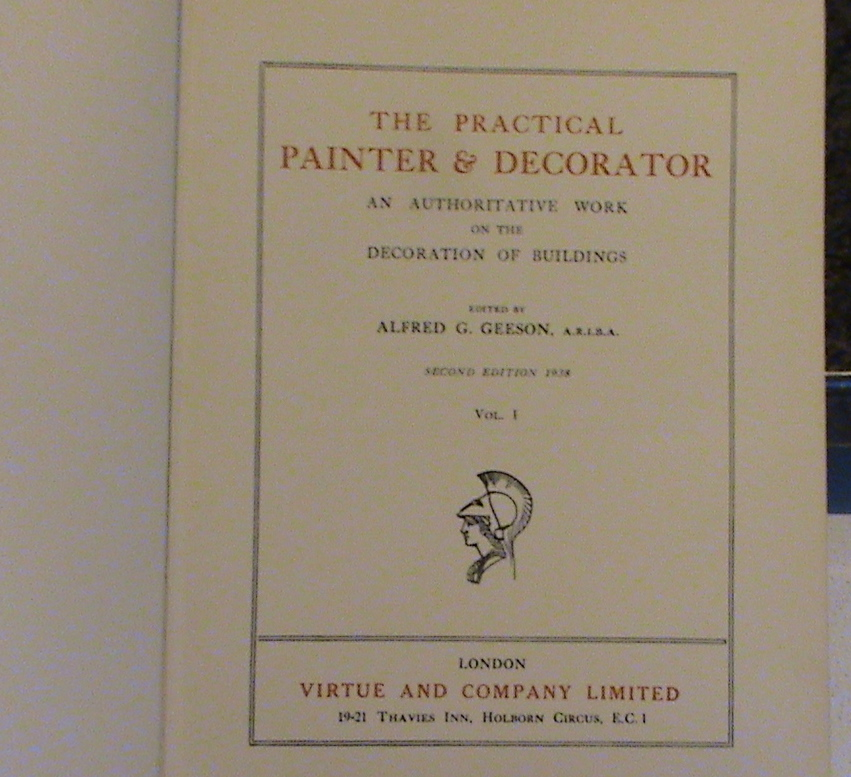 THE PRACTICAL
PAINTER & DECORATOR
AN AUTHORITATIVE WORK
ON THE
DECORATION OF BUILDINGS
EDITED BY
ALFRED G. GEESON, A.R.I.B.A.
SECOND EDITION 1938
VOL. I
LONDON
VIRTUE AND COMPANY LIMITED
19-21 THAVIES INN, HOLBORN CIRCUS, E.C. 1